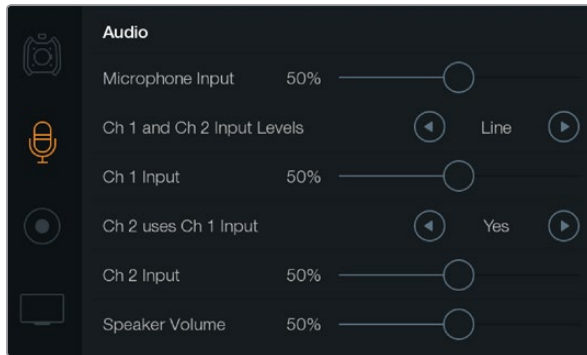 Audio
Microphone Input 50%
Ch 1 and Ch 2 Input Levels Line
Ch 1 Input 50%
Ch 2 uses Ch 1 Input Yes
Ch 2 Input 50%
Speaker Volume 50%